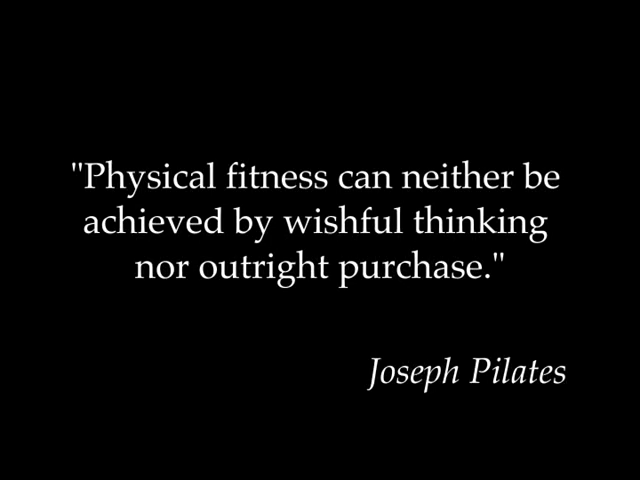 "Physical fitness can neither be
achieved by wishful thinking
nor outright purchase."
Joseph Pilates